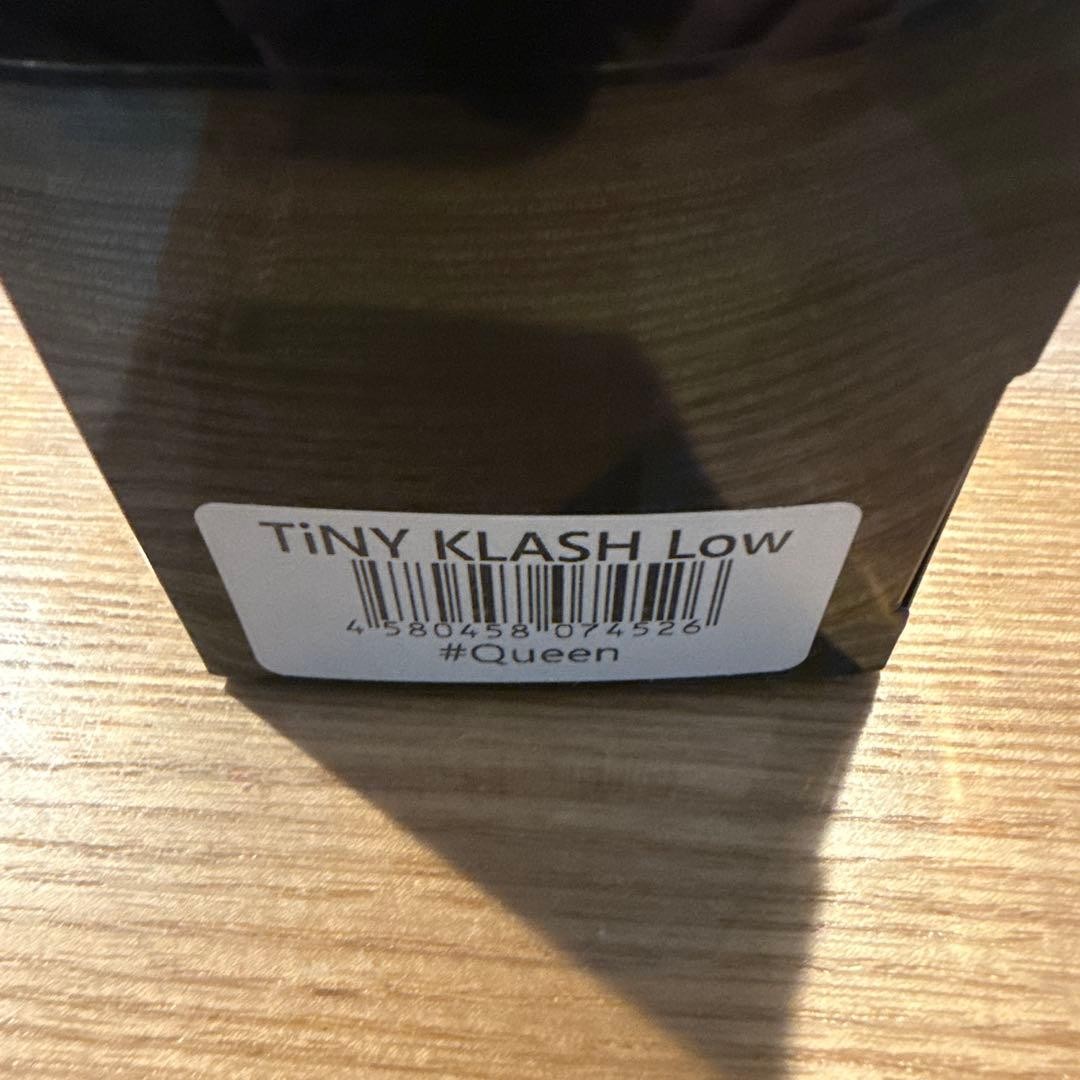 TiNY KLASH Low
4 580458 074526
#Queen